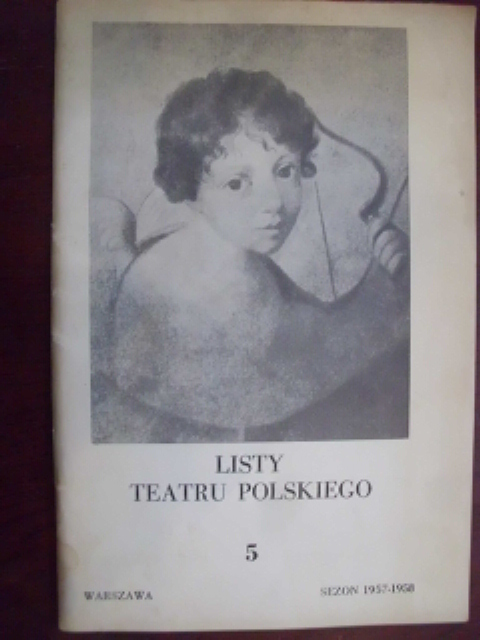 LISTY
TEATRU POLSKIEGO
5
WARSZAWA
SEZON 1957-1958